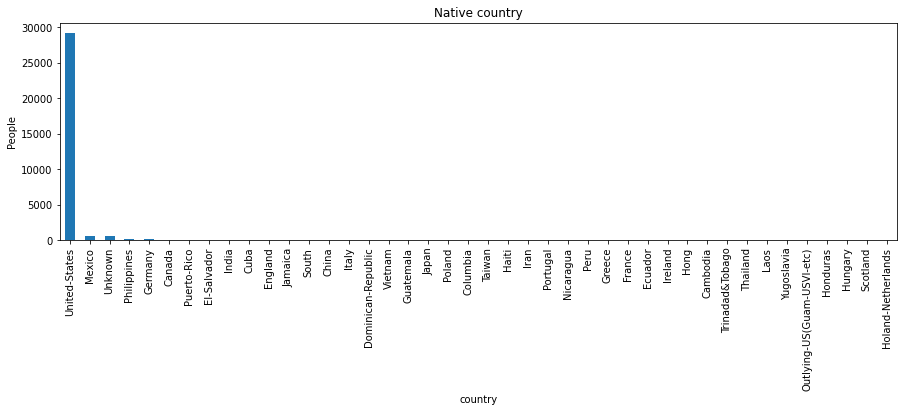 Native country
People
30000
25000
20000
15000
10000
5000
0
United-States
Mexico
Unknown
Philippines
Germany
Canada
Puerto-Rico
El-Salvador
India
Cuba
England
Jamaica
South
China
Italy
Dominican-Republic
Vietnam
Guatemala
Japan
Poland
Columbia
Taiwan
Haiti
Iran
Portugal
Nicaragua
Peru
Greece
France
Ecuador
Ireland
Hong
Cambodia
Trinadad&Tobago
Thailand
Laos
Yugoslavia
Outlying-US(Guam-USVI-etc)
Honduras
Hungary
Scotland
Holand-Netherlands
country